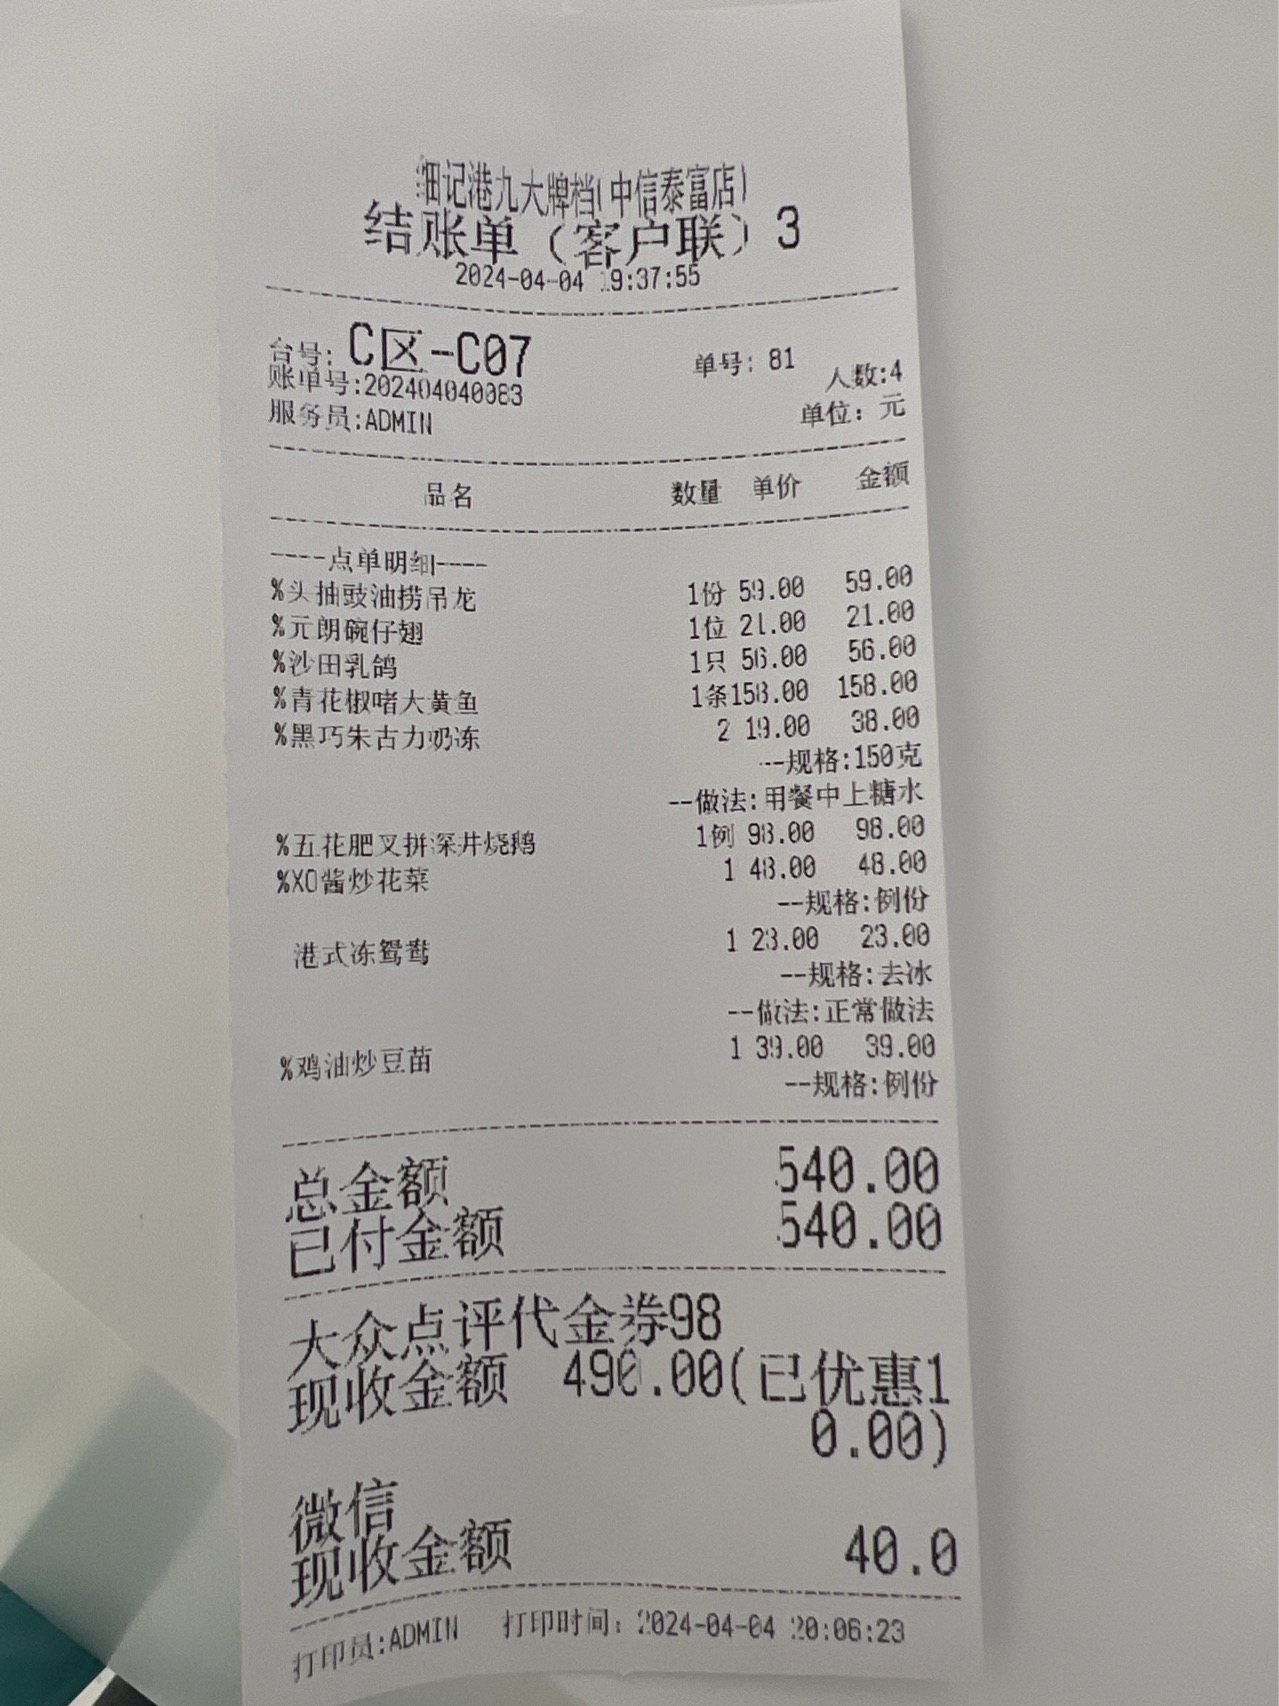 细记港九大牌档(中信泰富店)
结账单（客户联）3
2024-04-04 19:37:55
台号: C区-C07 单号: 81
账单号:202404040083 人数:4
服务员:ADMIN 单位: 元
品名 数量 单价 金额
----点单明细----
%头抽豉油捞吊龙 1份 59.00 59.00
%元朗碗仔翅 1位 21.00 21.00
%沙田乳鸽 1只 56.00 56.00
%青花椒啫大黄鱼 1条158.00 158.00
%黑巧朱古力奶冻 2 19.00 38.00
--规格:150克
--做法:用餐中上糖水
%五花肥叉拼深井烧鹅 1例 98.00 98.00
%XO酱炒花菜 1 48.00 48.00
--规格:例份
港式冻鸳鸯 1 23.00 23.00
--规格:去冰
--做法:正常做法
%鸡油炒豆苗 1 39.00 39.00
--规格:例份
总金额 540.00
已付金额 540.00
大众点评代金券98
现收金额 490.00(已优惠1
0.00)
微信
现收金额 40.0
打印员:ADMIN 打印时间: 2024-04-04 20:06:23